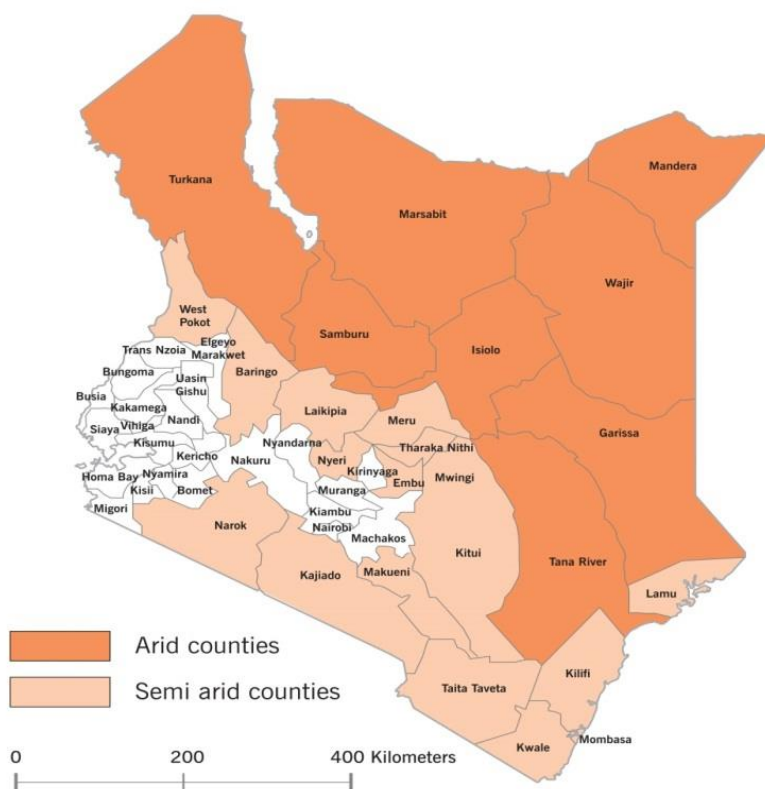 Mandera
Turkana
Marsabit
Wajir
West
Pokot
Samburu
Isiolo
Elgeyo
Marakwet
Trans Nzoia
Baringo
Bungoma
Uasin
Gishu
Busia
Kakamega
Laikipia
Meru
Siaya
Vihiga
Nandi
Garissa
Kisumu
Nyandarna
Tharaka Nithi
Kericho
Nakuru
Nyeri
Kirinyaga
Mwingi
Homa Bay
Nyamira
Embu
Kisii
Bomet
Muranga
Migori
Kiambu
Narok
Nairobi
Machakos
Kitui
Tana River
Kajiado
Makueni
Lamu
Arid counties
Kilifi
Semi arid counties
Taita Taveta
Mombasa
Kwale
0 200 400 Kilometers